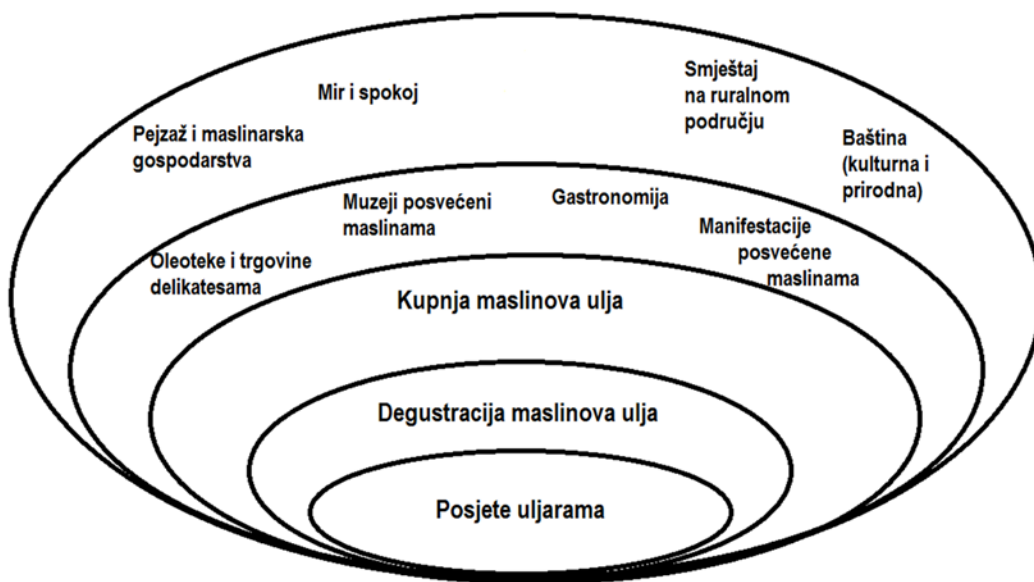 Mir i spokoj
Smještaj
na ruralnom
području
Pejzaž i maslinarska
gospodarstva
Baština
(kulturna i
prirodna)
Muzeji posvećeni
maslinama
Gastronomija
Manifestacije
posvećene
maslinama
Oleoteke i trgovine
delikatesama
Kupnja maslinova ulja
Degustracija maslinova ulja
Posjete uljarama